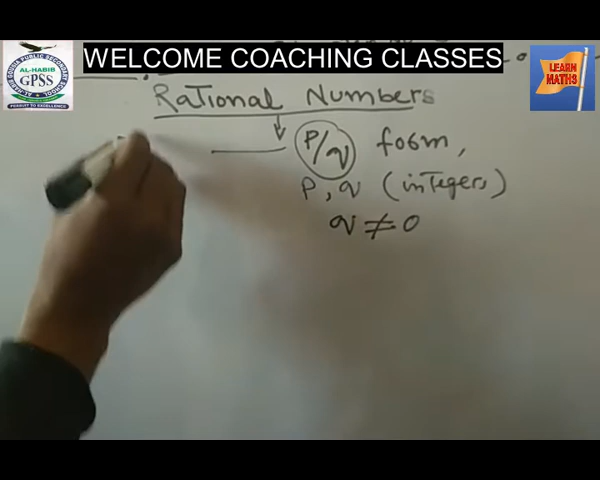 WELCOME COACHING CLASSES
AL-HABIB
GPSS
PURSUIT TO EXCELLENCE
LEARN
MATHS
Rational Numbers
P/q form,
P, q (integers)
q ≠ 0